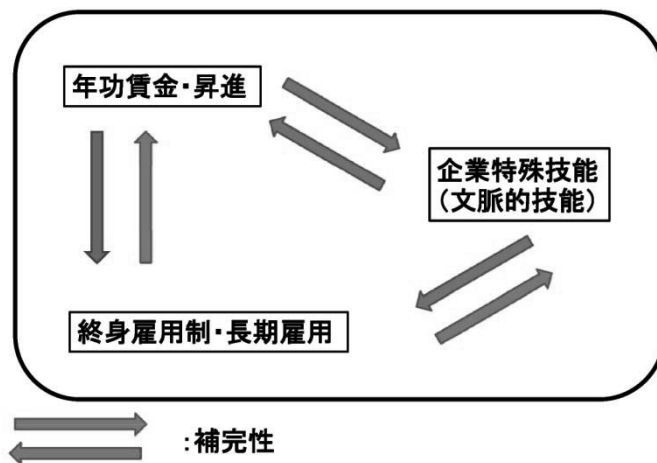 年功賃金・昇進
企業特殊技能
（文脈的技能）
終身雇用制・長期雇用
:補完性